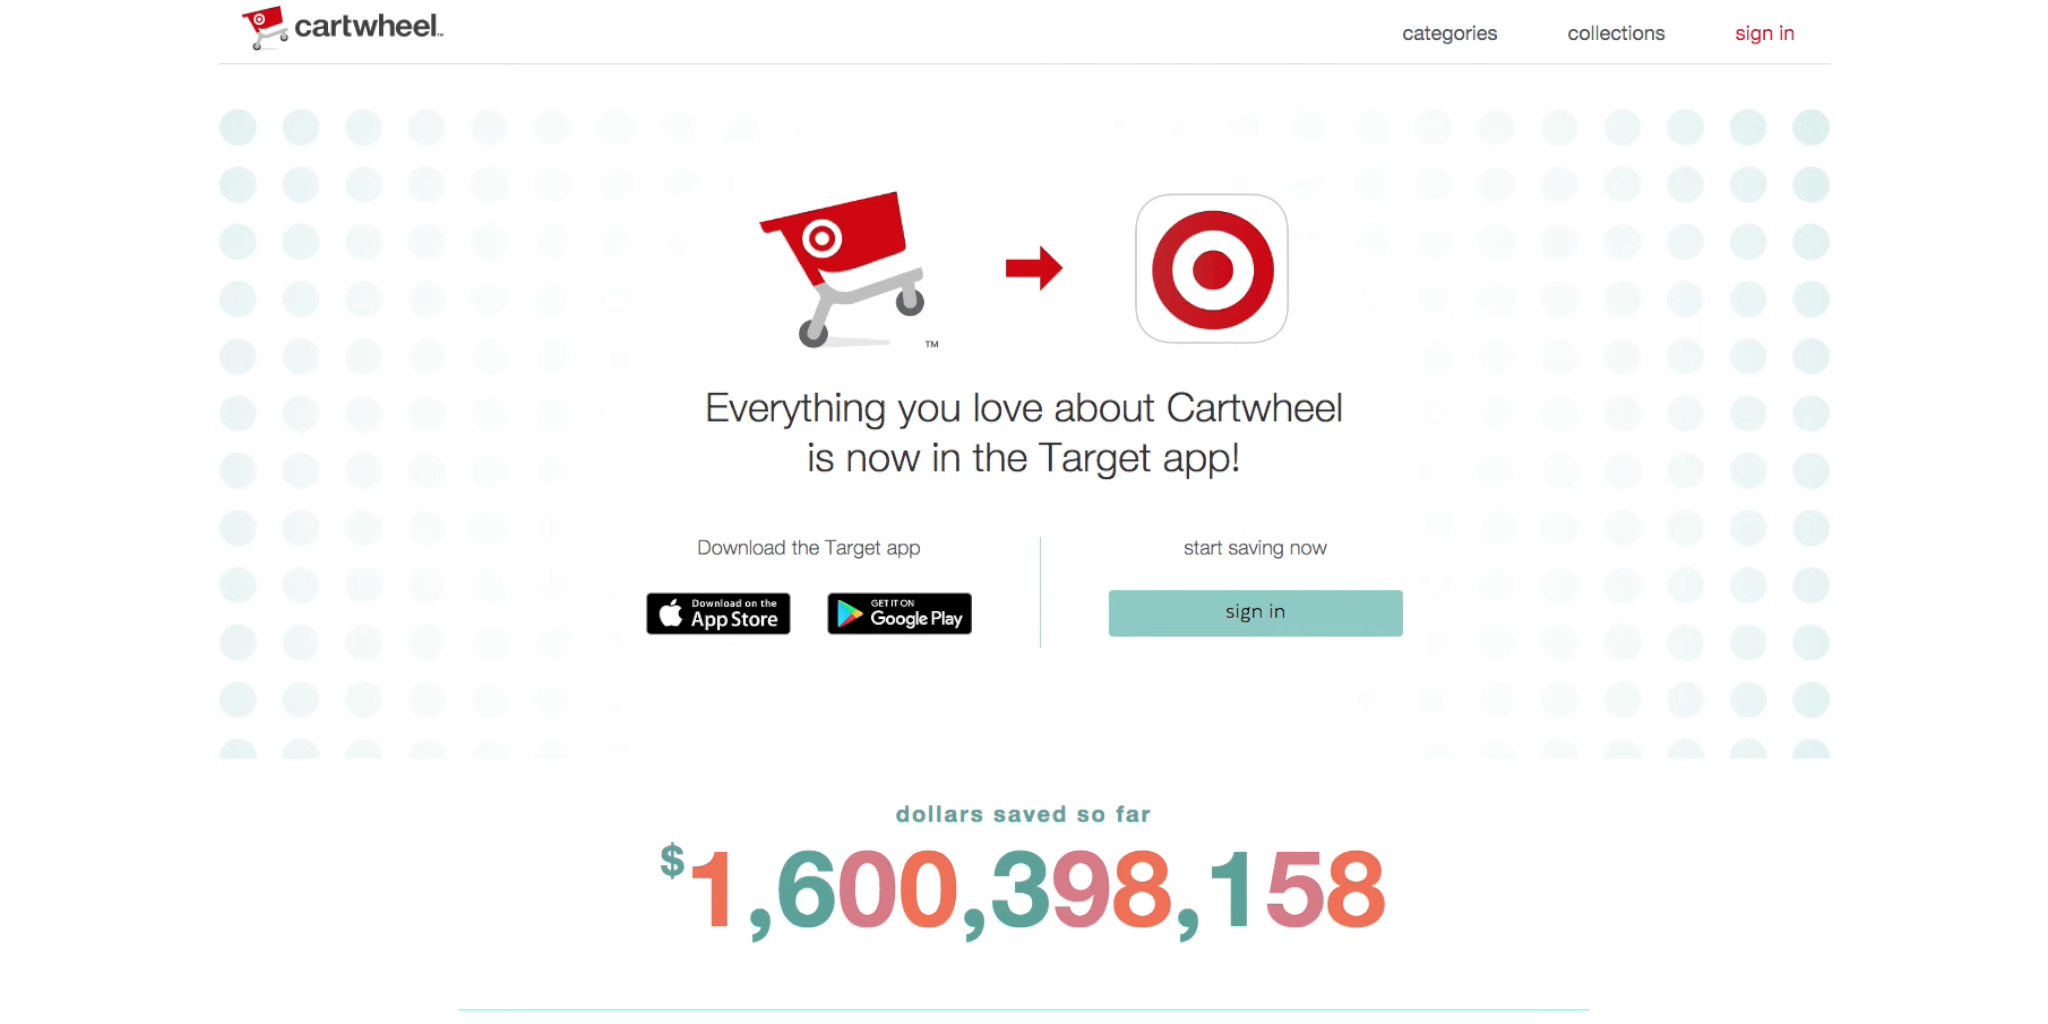 cartwheel™
categories
collections
sign in
TM
Everything you love about Cartwheel
is now in the Target app!
Download the Target app
Download on the
App Store
GET IT ON
Google Play
start saving now
sign in
dollars saved so far
$1,600,398,158